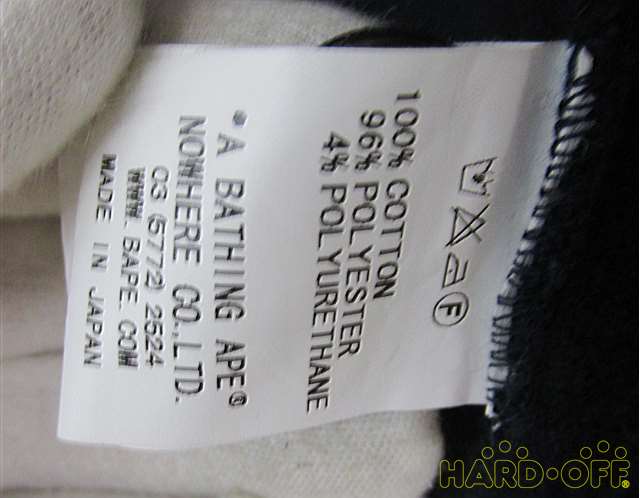 100% COTTON
96% POLYESTER
4% POLYURETHANE
*A BATHING APE®
NOWHERE CO.,LTD.
03 (5772) 2524
WWW. BAPE. COM
MADE IN JAPAN
F
HARD·OFF®